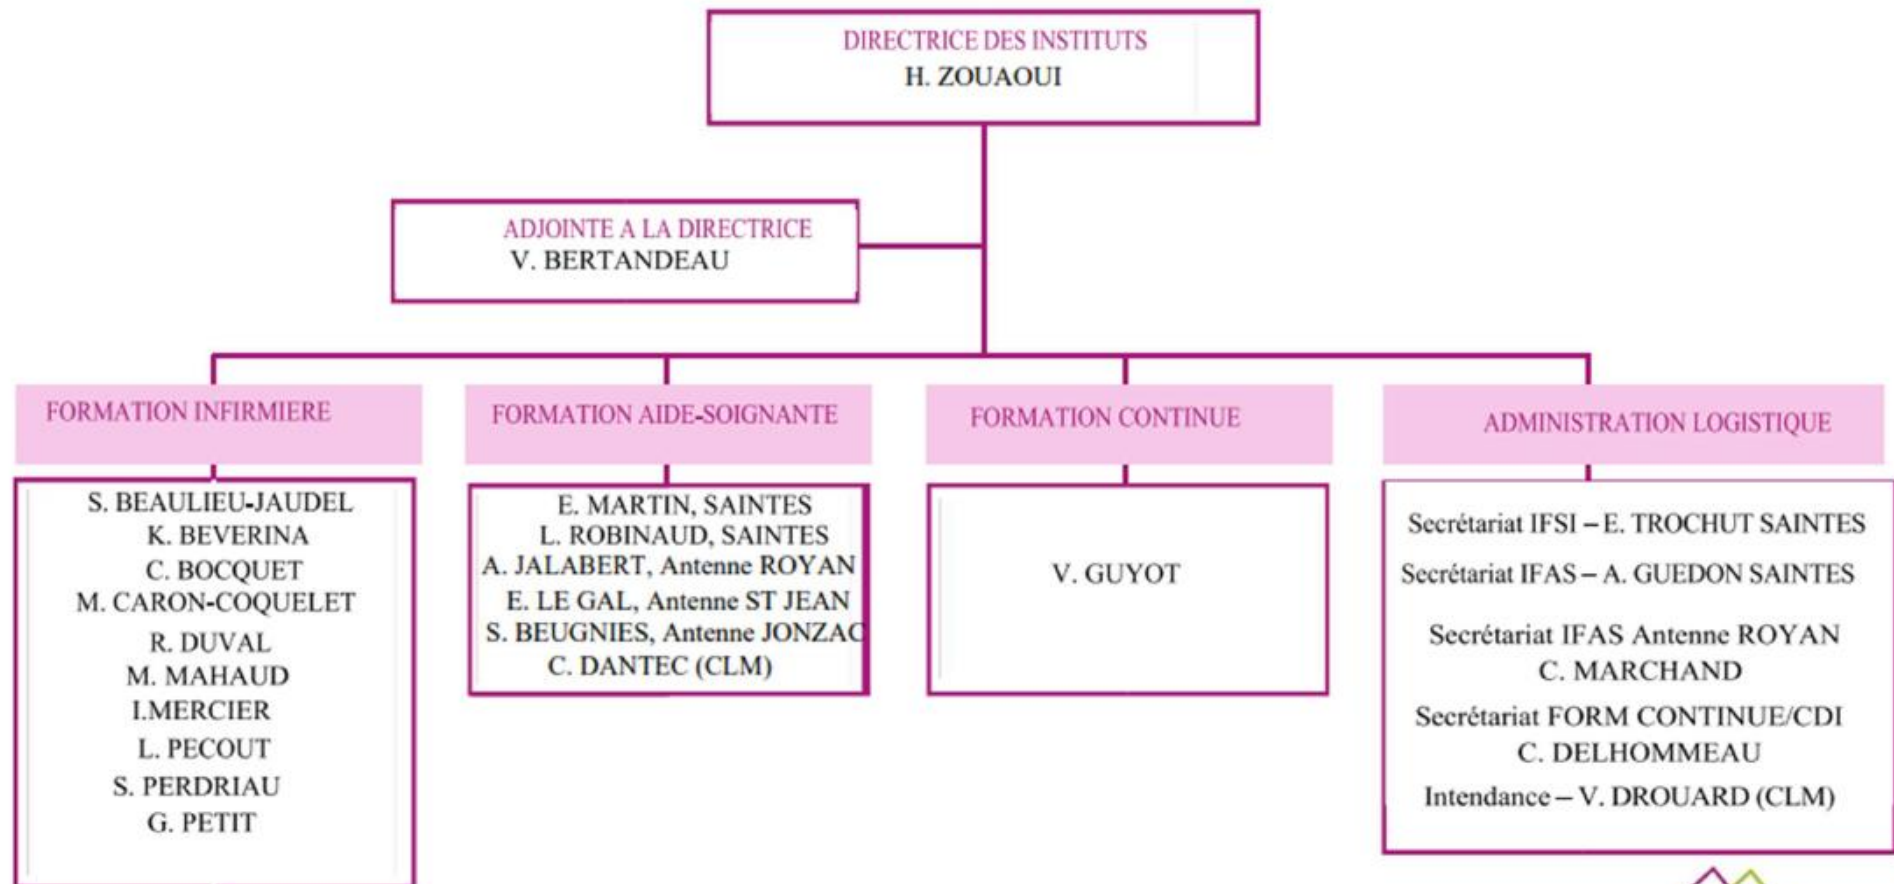 DIRECTRICE DES INSTITUTS
H. ZOUAOUI
ADJOINTE A LA DIRECTRICE
V. BERTANDEAU
FORMATION INFIRMIERE
S. BEAULIEU-JAUDEL
K. BEVERINA
C. BOCQUET
M. CARON-COQUELET
R. DUVAL
M. MAHAUD
I.MERCIER
L. PECOUT
S. PERDRIAU
G. PETIT
FORMATION AIDE-SOIGNANTE
E. MARTIN, SAINTES
L. ROBINAUD, SAINTES
A. JALABERT, Antenne ROYAN
E. LE GAL, Antenne ST JEAN
S. BEUGNIES, Antenne JONZAC
C. DANTEC (CLM)
FORMATION CONTINUE
V. GUYOT
ADMINISTRATION LOGISTIQUE
Secrétariat IFSI – E. TROCHUT SAINTES
Secrétariat IFAS – A. GUEDON SAINTES
Secrétariat IFAS Antenne ROYAN
C. MARCHAND
Secrétariat FORM CONTINUE/CDI
C. DELHOMMEAU
Intendance – V. DROUARD (CLM)